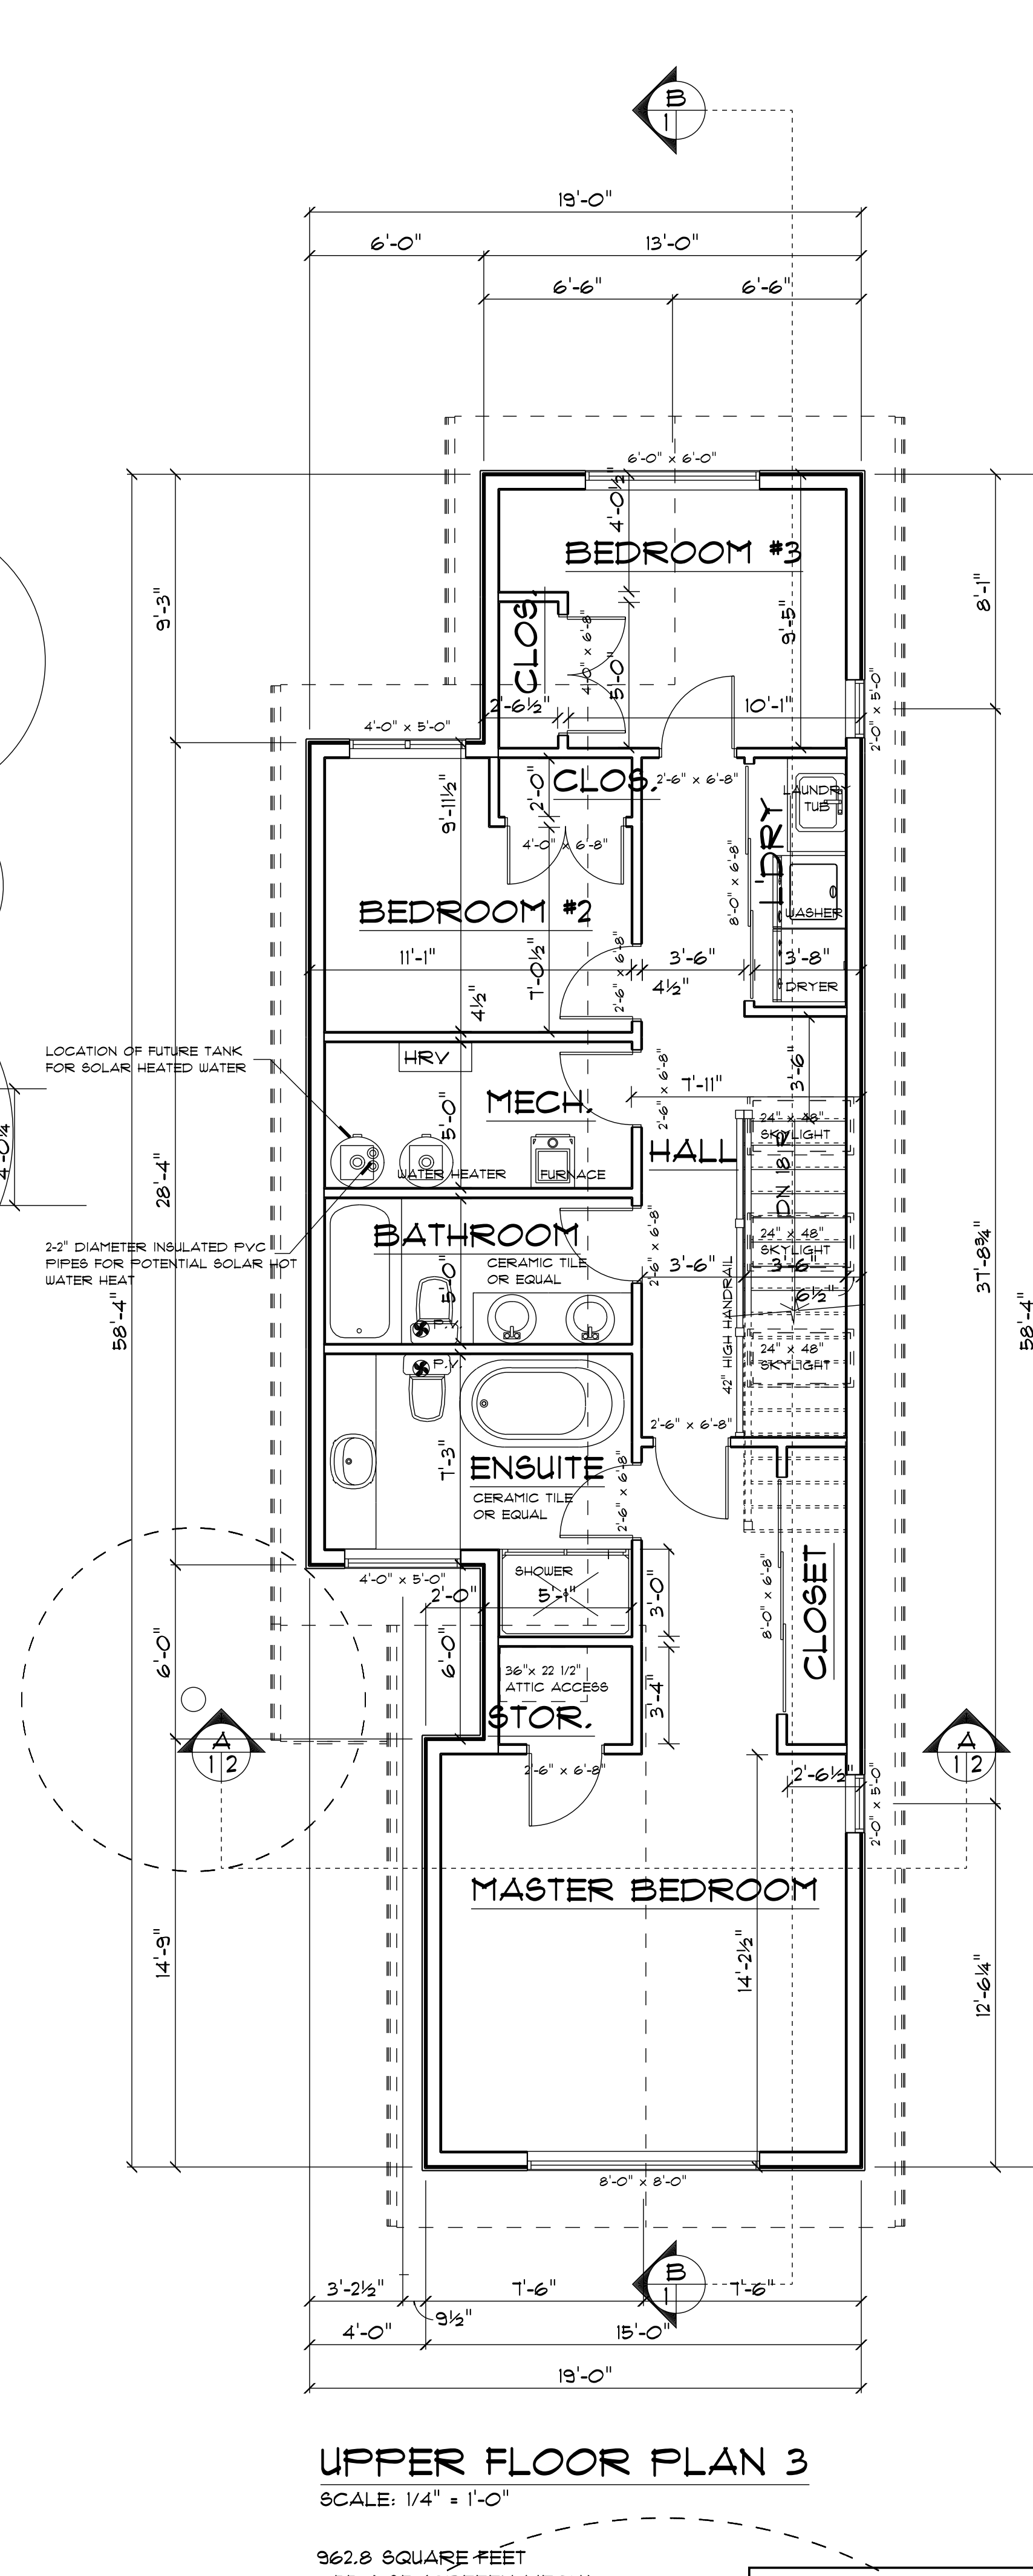 B
1
19'-0"
6'-0"
13'-0"
6'-6"
6'-6"
6'-0" x 6'-0"
4'-0½"
BEDROOM #3
9'-3"
8'-1"
CLOS.
4'-0" x 6'-8"
5'-0"
9'-5"
2'-6½"
10'-1"
2'-0" x 5'-0"
4'-0" x 5'-0"
CLOS.
2'-6" x 6'-8"
2'-0"
9'-11½"
LAUNDRY
TUB
L'DRY
4'-0" x 6'-8"
8'-0" x 6'-8"
BEDROOM #2
WASHER
11'-1"
2'-6" x 6'-8"
3'-6"
3'-8"
7'-0½"
4½"
4½"
DRYER
LOCATION OF FUTURE TANK
FOR SOLAR HEATED WATER
HRV
MECH.
5'-0"
2'-6" x 6'-8"
7'-11"
3'-6"
4'-0¼"
24" x 48"
SKYLIGHT
HALL
WATER HEATER
FURNACE
28'-4"
DN 18 R
BATHROOM
CERAMIC TILE
OR EQUAL
2'-6" x 6'-8"
24" x 48"
SKYLIGHT
2-2" DIAMETER INSULATED PVC
PIPES FOR POTENTIAL SOLAR HOT
WATER HEAT
5'-0"
3'-6"
3'-6"
6½"
37'-8¾"
58'-4"
58'-4"
P.V.
42" HIGH HANDRAIL
24" x 48"
SKYLIGHT
P.V.
2'-6" x 6'-8"
7'-3"
ENSUITE
CERAMIC TILE
OR EQUAL
2'-6" x 6'-8"
4'-0" x 5'-0"
SHOWER
2'-0"
5'-1"
3'-0"
8'-0" x 6'-8"
CLOSET
6'-0"
6'-0"
36"x 22 1/2"
ATTIC ACCESS
3'-4"
STOR.
A
1 2
A
1 2
2'-6" x 6'-8"
2'-6½"
2'-0" x 5'-0"
MASTER BEDROOM
14'-9"
14'-2½"
12'-6¼"
8'-0" x 8'-0"
B
1
3'-2½"
7'-6"
7'-6"
9½"
4'-0"
15'-0"
19'-0"
UPPER FLOOR PLAN 3
SCALE: 1/4" = 1'-0"
962.8 SQUARE FEET